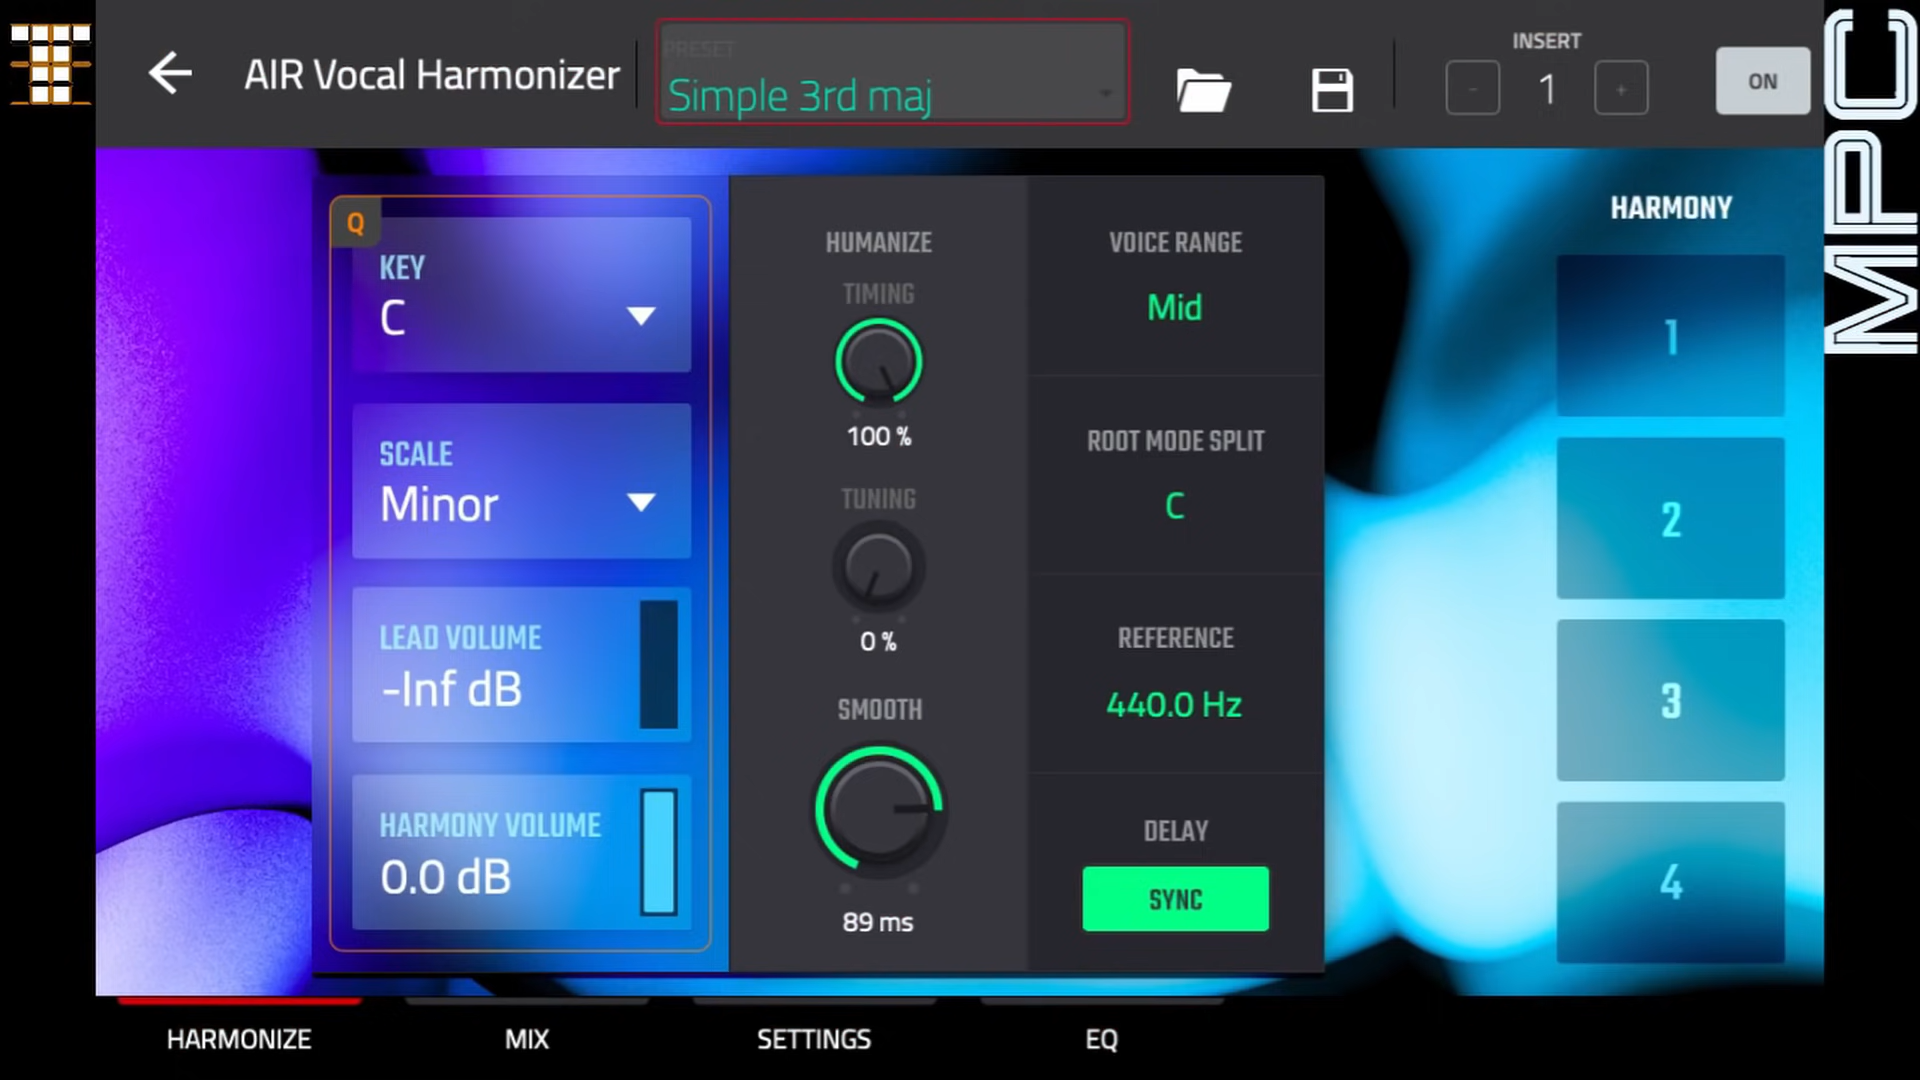 AIR Vocal Harmonizer
PRESET
Simple 3rd maj
INSERT
- 1 +
ON
MPC
Q
KEY
C
SCALE
Minor
LEAD VOLUME
-Inf dB
HARMONY VOLUME
0.0 dB
HUMANIZE
TIMING
100 %
TUNING
0 %
SMOOTH
89 ms
VOICE RANGE
Mid
ROOT MODE SPLIT
C
REFERENCE
440.0 Hz
DELAY
SYNC
HARMONY
1
2
3
4
HARMONIZE
MIX
SETTINGS
EQ